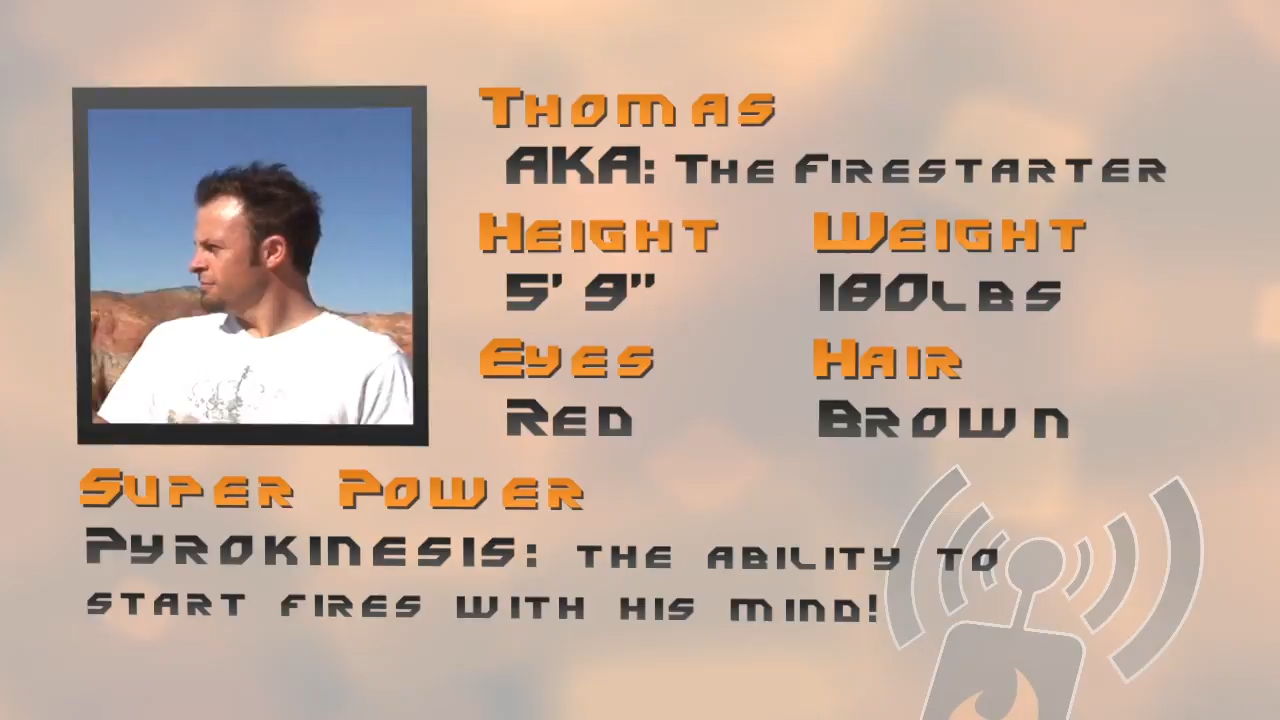 Thomas
AKA: The Firestarter
Height Weight
5' 9" 180lbs
Eyes Hair
Red Brown
Super Power
Pyrokinesis: the ability to
start fires with his mind!